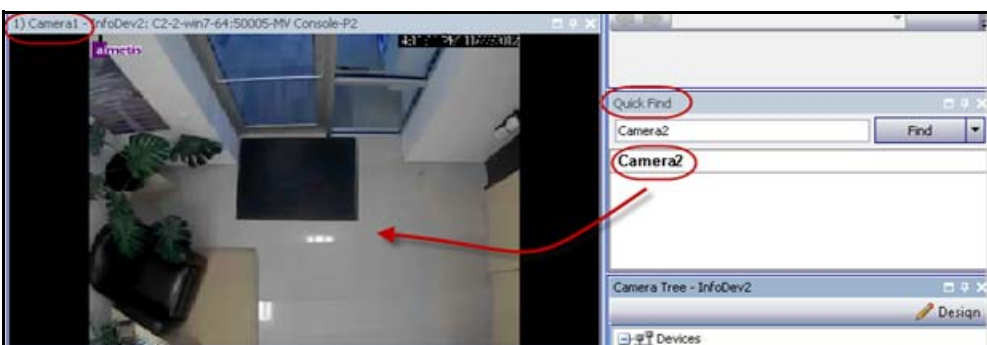 1) Camera1 - InfoDev2: C2-2-win7-64:50005-MV Console-P2
aimetis
Quick Find
Camera2
Find
Camera2
Camera Tree - InfoDev2
Design
Devices